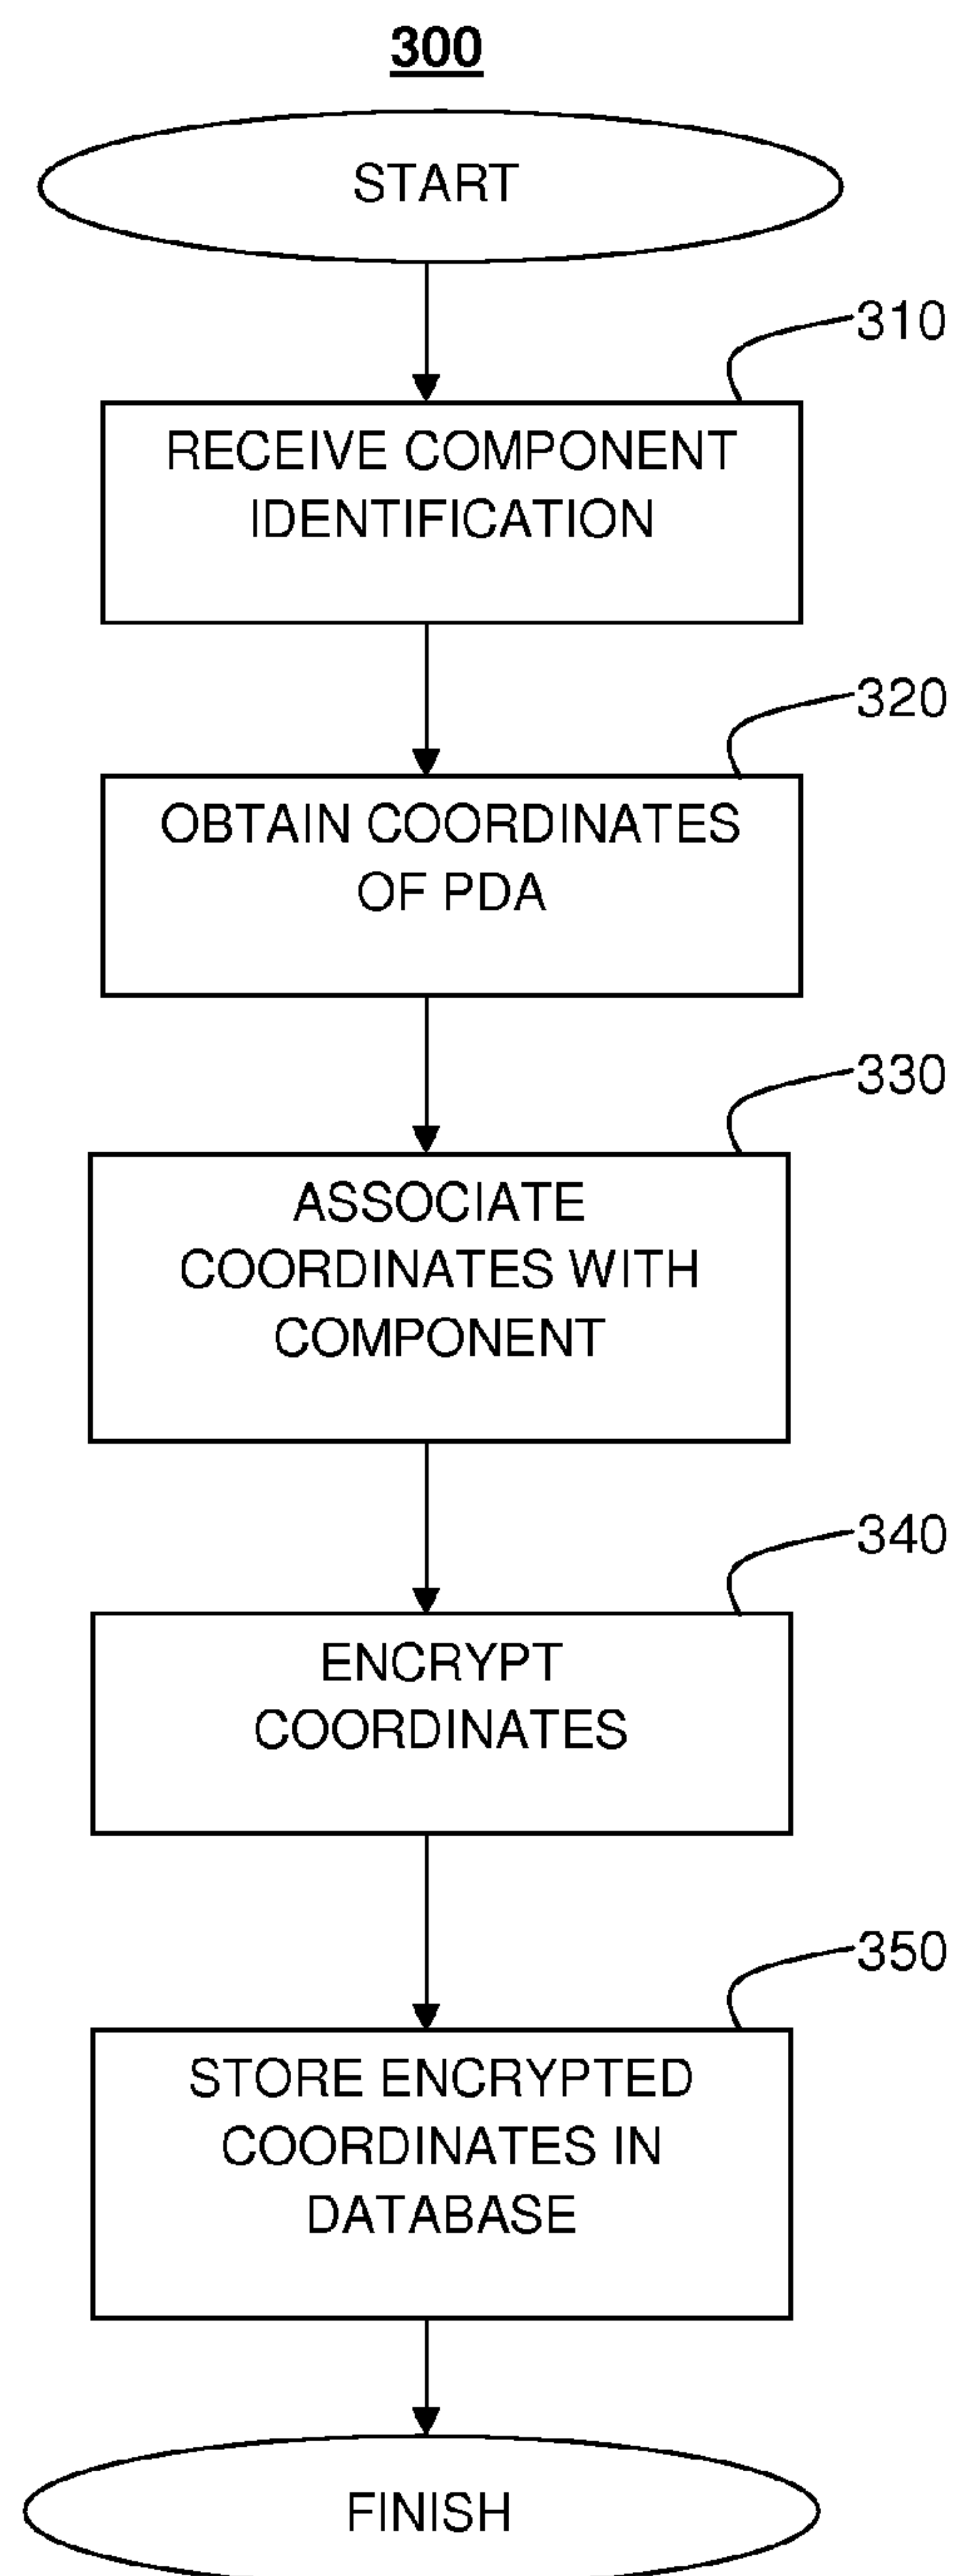 300
START
310
RECEIVE COMPONENT
IDENTIFICATION
320
OBTAIN COORDINATES
OF PDA
330
ASSOCIATE
COORDINATES WITH
COMPONENT
340
ENCRYPT
COORDINATES
350
STORE ENCRYPTED
COORDINATES IN
DATABASE
FINISH